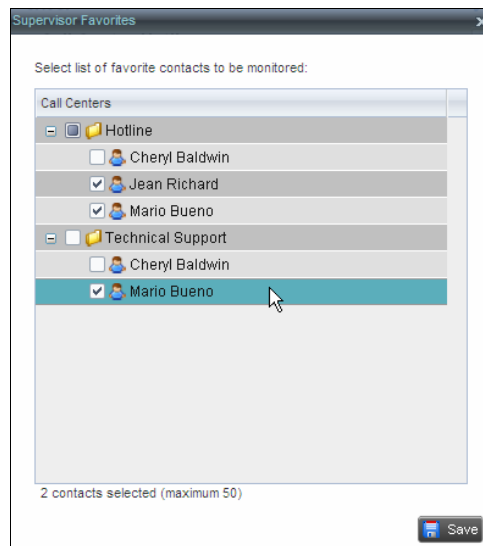 Supervisor Favorites
Select list of favorite contacts to be monitored:
Call Centers
Hotline
Cheryl Baldwin
Jean Richard
Mario Bueno
Technical Support
Cheryl Baldwin
Mario Bueno
2 contacts selected (maximum 50)
Save